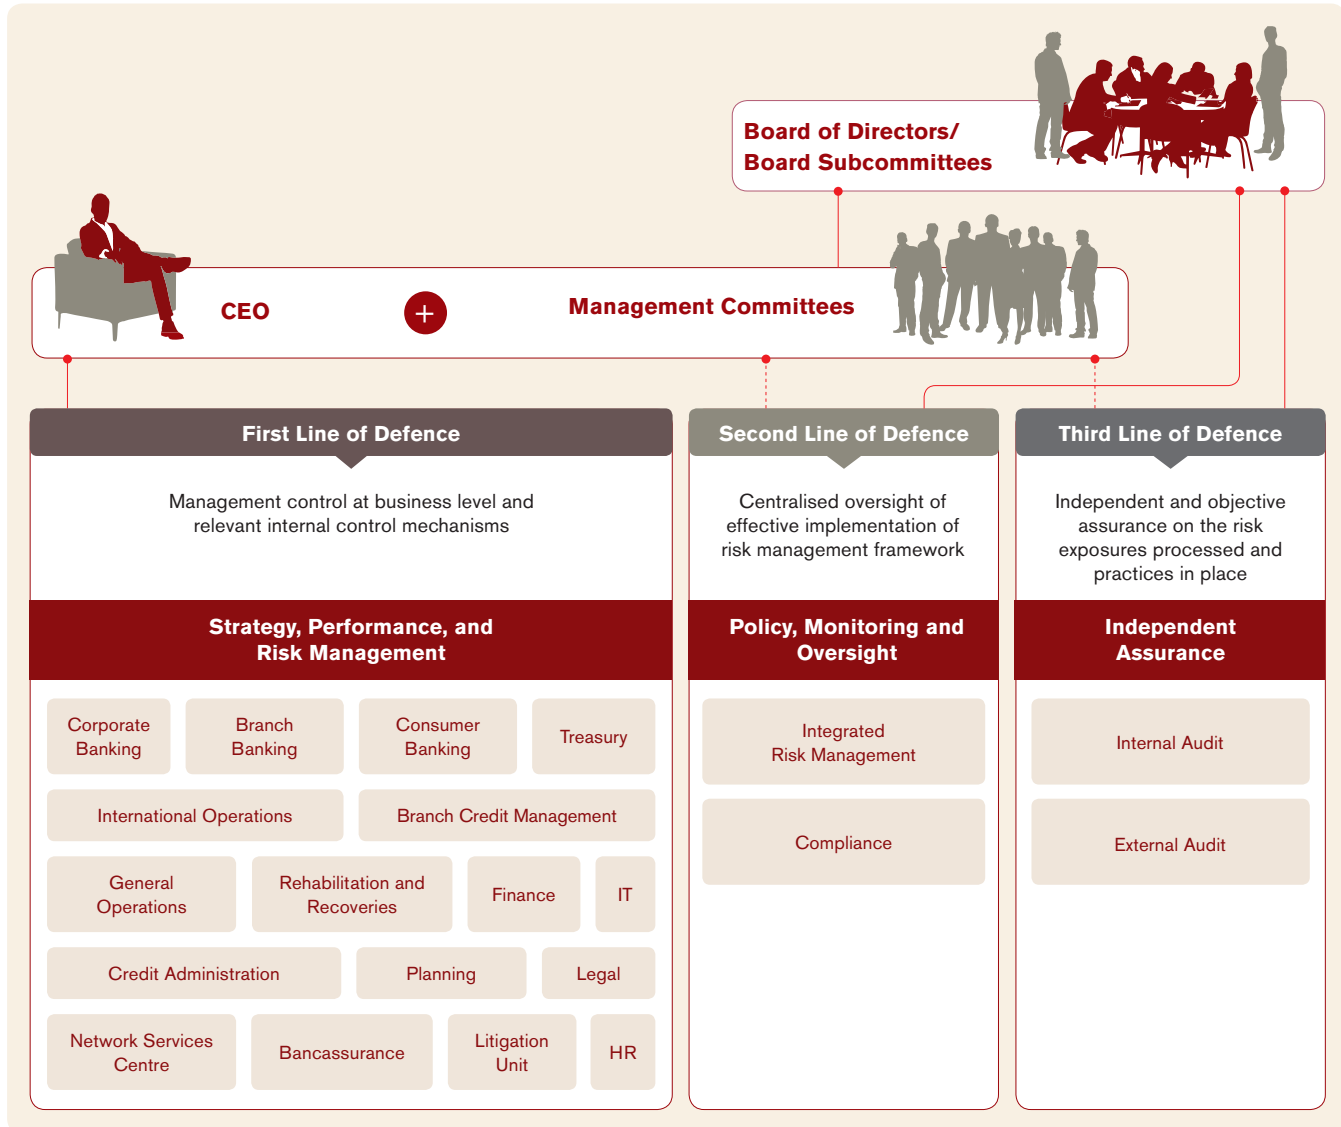 Board of Directors/
Board Subcommittees
CEO
+
Management Committees
First Line of Defence
Management control at business level and
relevant internal control mechanisms
Strategy, Performance, and
Risk Management
Corporate
Banking
Branch
Banking
Consumer
Banking
Treasury
International Operations
Branch Credit Management
General
Operations
Rehabilitation and
Recoveries
Finance
IT
Credit Administration
Planning
Legal
Network Services
Centre
Bancassurance
Litigation
Unit
HR
Second Line of Defence
Centralised oversight of
effective implementation of
risk management framework
Policy, Monitoring and
Oversight
Integrated
Risk Management
Compliance
Third Line of Defence
Independent and objective
assurance on the risk
exposures processed and
practices in place
Independent
Assurance
Internal Audit
External Audit